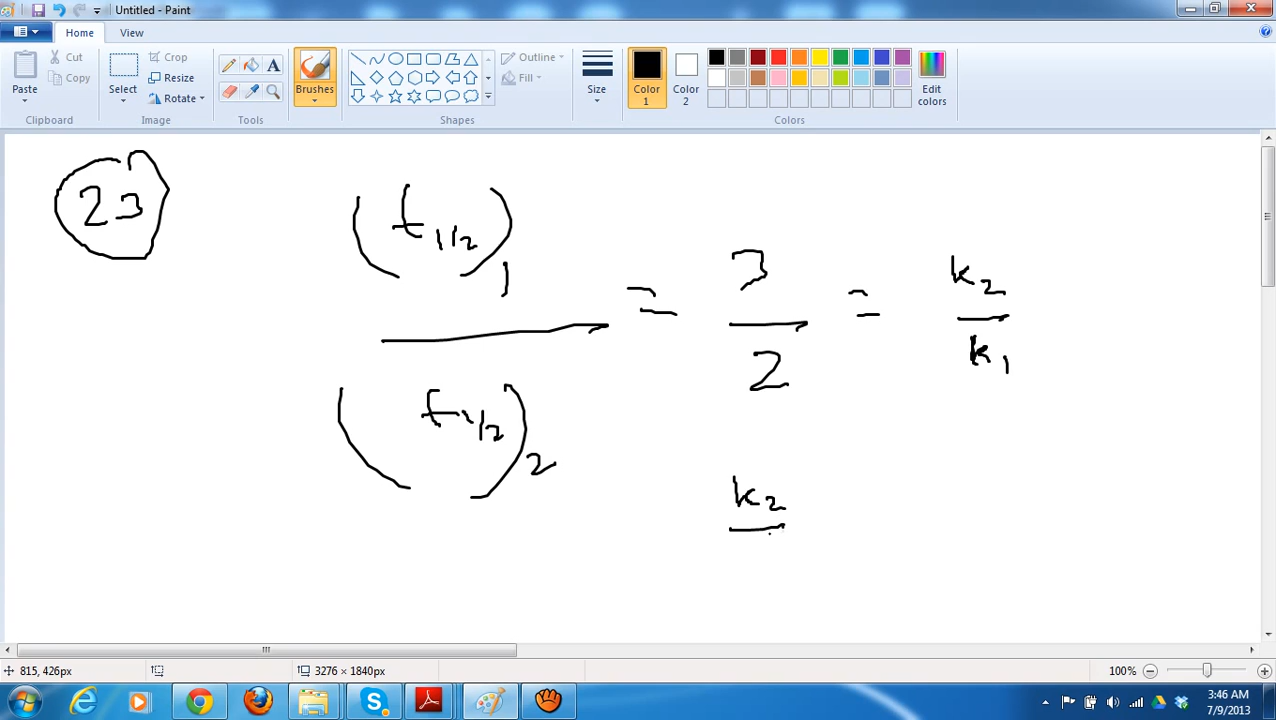 Untitled - Paint
Home View
Paste
Cut
Copy
Clipboard
Select
Crop
Resize
Rotate
Image
A
Tools
Brushes
Outline
Fill
Shapes
Size
Color 1
Color 2
Edit colors
Colors
23
(t1/2)1
= 3/2 = k2/k1
(t1/2)2
k2
815, 426px
3276 × 1840px
100%
3:46 AM
7/9/2013